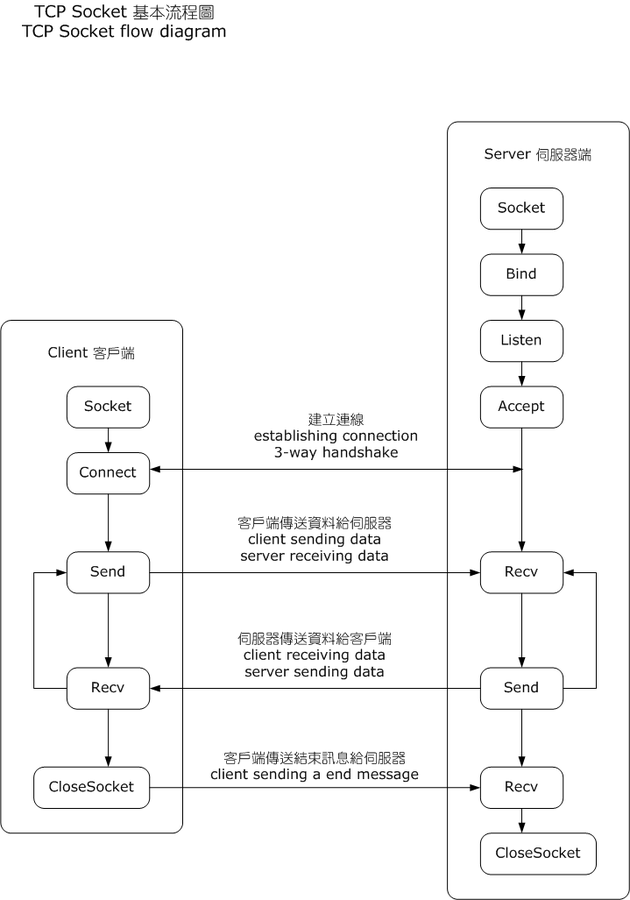 TCP Socket 基本流程圖
TCP Socket flow diagram
Server 伺服器端
Socket
Bind
Listen
Accept
Client 客戶端
Socket
Connect
建立連線
establishing connection
3-way handshake
客戶端傳送資料給伺服器
client sending data
server receiving data
Send
Recv
伺服器傳送資料給客戶端
client receiving data
server sending data
Recv
Send
客戶端傳送結束訊息給伺服器
client sending a end message
CloseSocket
Recv
CloseSocket